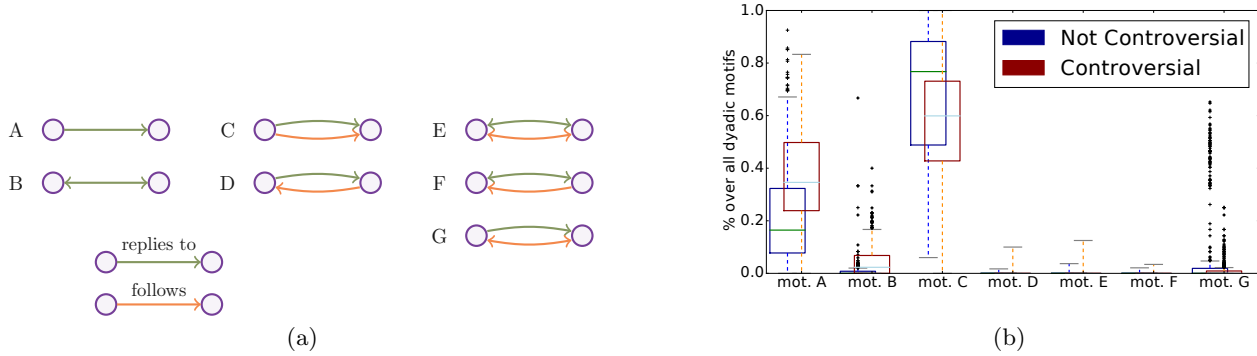 A
B
C
D
E
F
G
replies to
follows
(a)
% over all dyadic motifs
1.0
0.8
0.6
0.4
0.2
0.0
Not Controversial
Controversial
mot. A mot. B mot. C mot. D mot. E mot. F mot. G
(b)